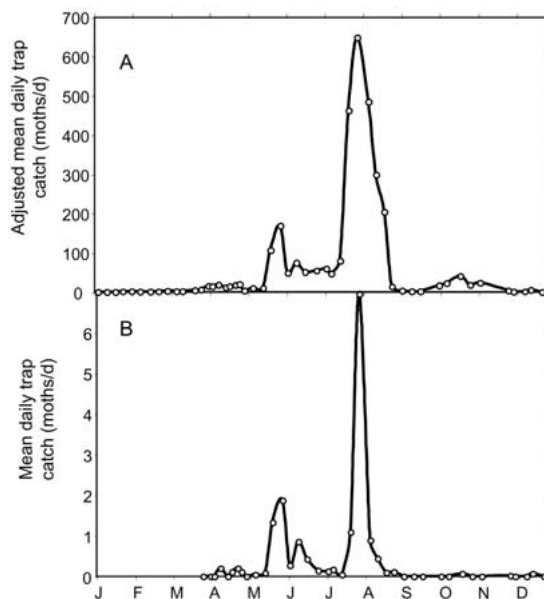 700
A
600
500
400
300
200
100
0
Adjusted mean daily trap
catch (moths/d)
B
6
5
4
3
2
1
0
Mean daily trap
catch (moths/d)
J F M A M J J A S O N D